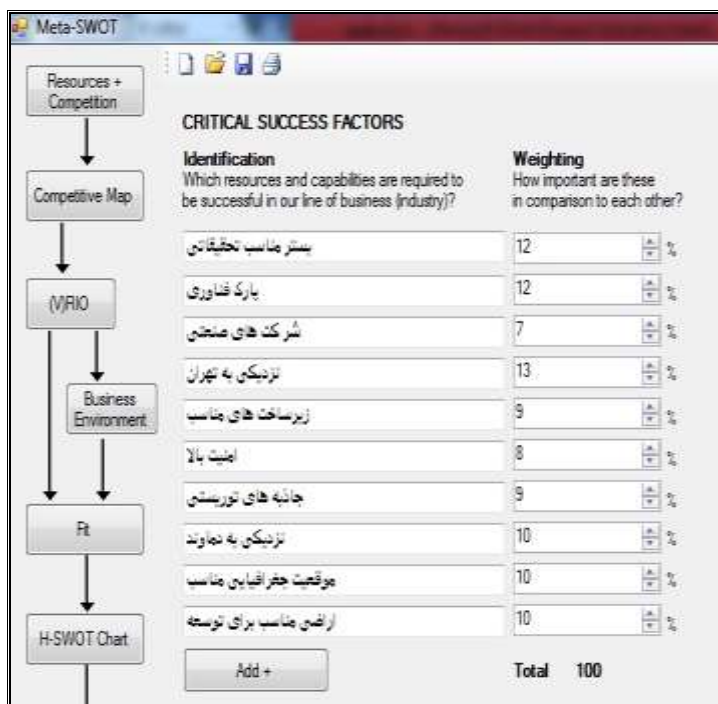 Meta-SWOT
Resources +
Competition
Competitive Map
(V)RIO
Business
Environment
Fit
H-SWOT Chart
CRITICAL SUCCESS FACTORS
Identification
Which resources and capabilities are required to
be successful in our line of business (industry)?
Weighting
How important are these
in comparison to each other?
بستر مناسب تحقیقاتی 12 %
پارک فناوری 12 %
شرکت های صنعتی 7 %
نزدیکی به تهران 13 %
زیرساخت های مناسب 9 %
امنیت بالا 8 %
جاذبه های توریستی 9 %
نزدیکی به دماوند 10 %
موقعیت جغرافیایی مناسب 10 %
اراضی مناسب برای توسعه 10 %
Add +
Total 100